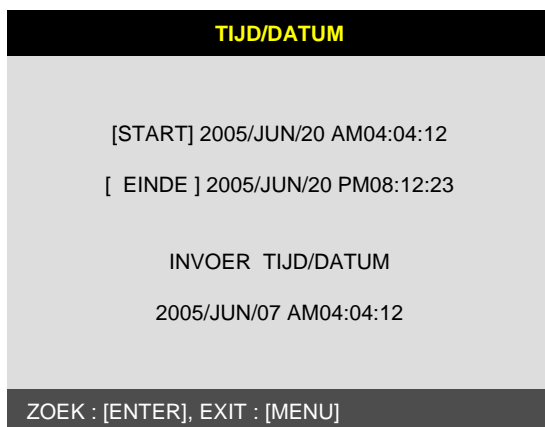 TIJD/DATUM
[START] 2005/JUN/20 AM04:04:12
[ EINDE ] 2005/JUN/20 PM08:12:23
INVOER TIJD/DATUM
2005/JUN/07 AM04:04:12
ZOEK : [ENTER], EXIT : [MENU]